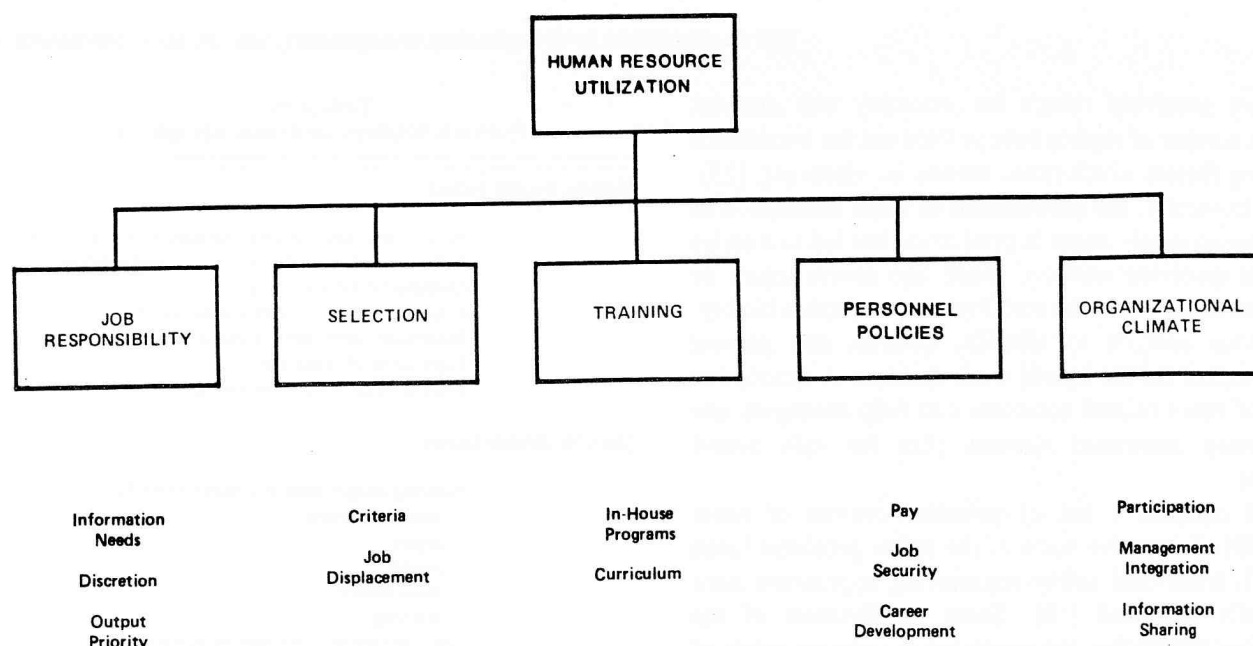 HUMAN RESOURCE
UTILIZATION
JOB
RESPONSIBILITY
SELECTION
TRAINING
PERSONNEL
POLICIES
ORGANIZATIONAL
CLIMATE
Information
Needs
Discretion
Output
Priority
Criteria
Job
Displacement
In-House
Programs
Curriculum
Pay
Job
Security
Career
Development
Participation
Management
Integration
Information
Sharing